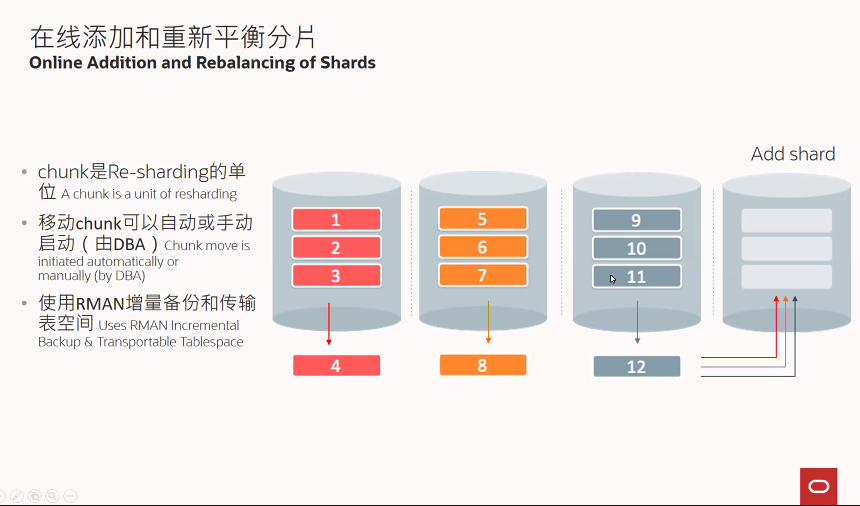 在线添加和重新平衡分片
Online Addition and Rebalancing of Shards
• chunk是Re-sharding的单
位 A chunk is a unit of resharding
• 移动chunk可以自动或手动
启动（由DBA） Chunk move is
initiated automatically or
manually (by DBA)
• 使用RMAN增量备份和传输
表空间 Uses RMAN Incremental
Backup & Transportable Tablespace
Add shard
1
2
3
4
5
6
7
8
9
10
11
12